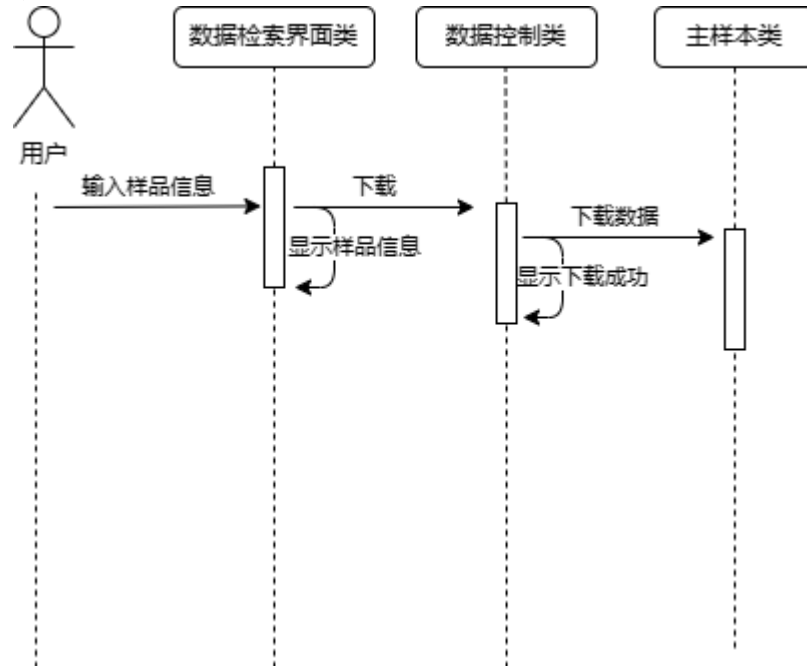 数据检索界面类
数据控制类
主样本类
用户
输入样品信息
下载
下载数据
显示样品信息
显示下载成功